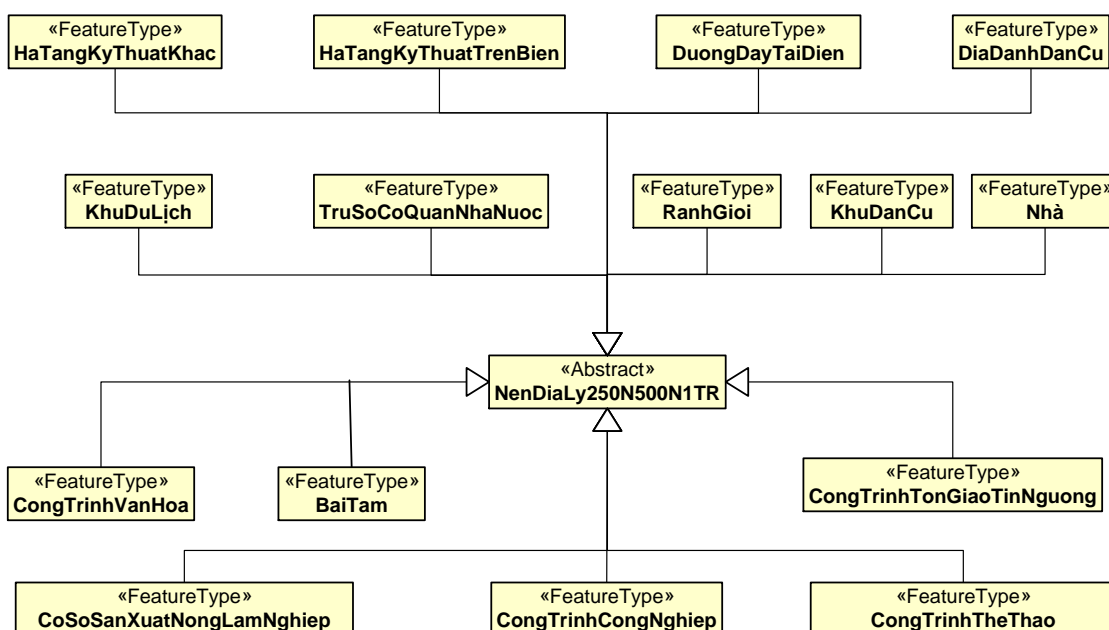 «FeatureType»
HaTangKyThuatKhac
«FeatureType»
HaTangKyThuatTrenBien
«FeatureType»
DuongDayTaiDien
«FeatureType»
DiaDanhDanCu
«FeatureType»
KhuDuLịch
«FeatureType»
TruSoCoQuanNhaNuoc
«FeatureType»
RanhGioi
«FeatureType»
KhuDanCu
«FeatureType»
Nhà
«Abstract»
NenDiaLy250N500N1TR
«FeatureType»
CongTrinhVanHoa
«FeatureType»
BaiTam
«FeatureType»
CongTrinhTonGiaoTinNguong
«FeatureType»
CoSoSanXuatNongLamNghiep
«FeatureType»
CongTrinhCongNghiep
«FeatureType»
CongTrinhTheThao